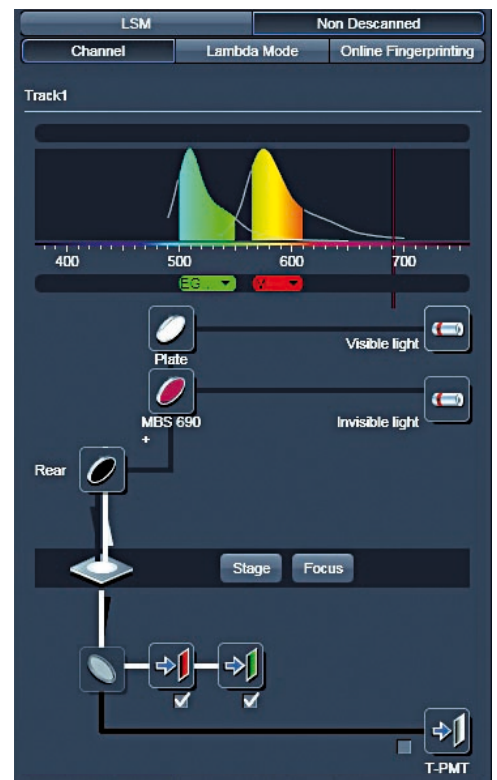 LSM Non Descanned
Channel Lambda Mode Online Fingerprinting
Track1
400 500 600 700
EG...
Plate
Visible light
MBS 690
+
Invisible light
Rear
Stage Focus
T-PMT